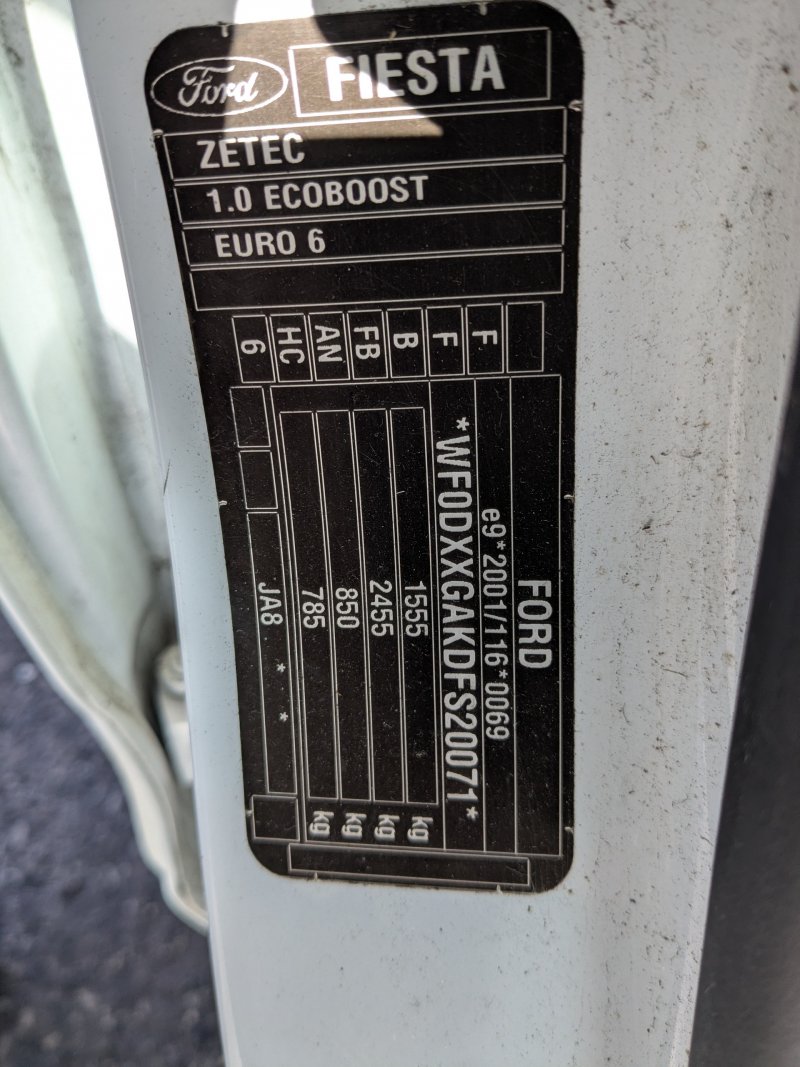 Ford
FIESTA
ZETEC
1.0 ECOBOOST
EURO 6
FORD
e9*2001/116*0069
*WF0DXXGAKDFS20071*
1555 kg
2455 kg
850 kg
785 kg
JA8 * *
F
F
B
FB
AN
HC
6